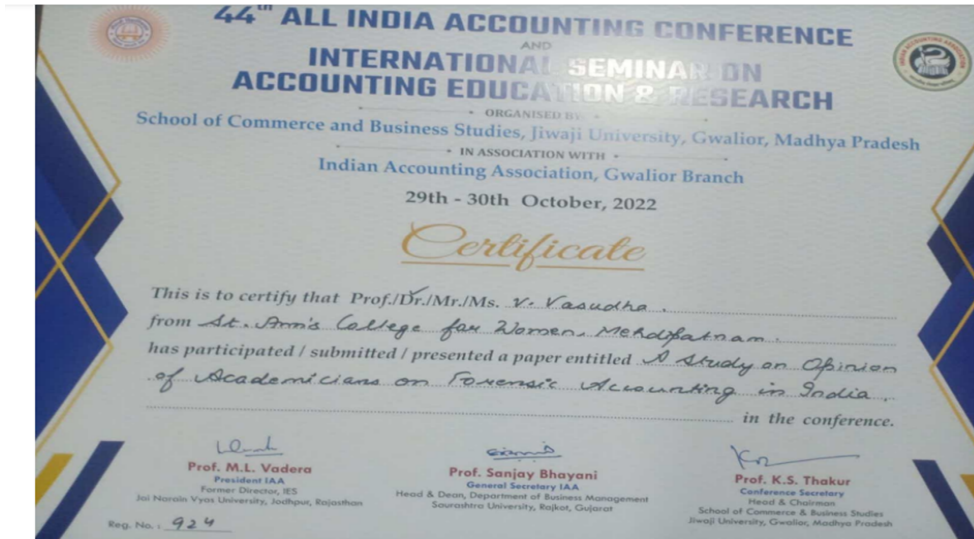 44th ALL INDIA ACCOUNTING CONFERENCE
AND
INTERNATIONAL SEMINAR ON
ACCOUNTING EDUCATION & RESEARCH
• ORGANISED BY •
School of Commerce and Business Studies, Jiwaji University, Gwalior, Madhya Pradesh
• IN ASSOCIATION WITH •
Indian Accounting Association, Gwalior Branch
29th - 30th October, 2022
Certificate
This is to certify that Prof./Dr./Mr./Ms. V. Vasudha.
from St. Ann's College for Women, Mehdipatnam.
has participated / submitted / presented a paper entitled A Study on Opinion
of Academicians on Forensic Accounting in India.
in the conference.
Prof. M.L. Vadera
President IAA
Former Director, IES
Jai Narain Vyas University, Jodhpur, Rajasthan
Prof. Sanjay Bhayani
General Secretary IAA
Head & Dean, Department of Business Management
Saurashtra University, Rajkot, Gujarat
Prof. K.S. Thakur
Conference Secretary
Head & Chairman
School of Commerce & Business Studies
Jiwaji University, Gwalior, Madhya Pradesh
Reg. No. : 924